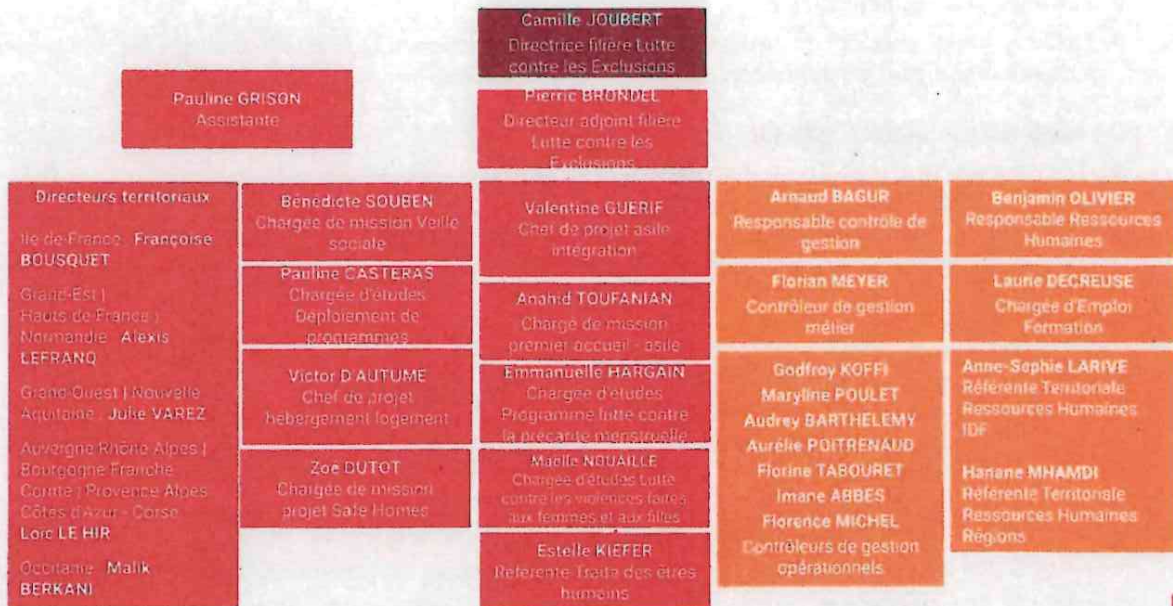 Camille JOUBERT
Directrice filière Lutte
contre les Exclusions
Pauline GRISON
Assistante
Pierric BRONDEL
Directeur adjoint filière
Lutte contre les
Exclusions
Directeurs territoriaux
Ile de-France : Françoise
BOUSQUET
Grand-Est |
Hauts de France |
Normandie : Alexis
LEFRANQ
Grand-Ouest | Nouvelle
Aquitaine : Julie VAREZ
Auvergne Rhône Alpes |
Bourgogne Franche
Comté | Provence Alpes
Côtes d'Azur - Corse
Loïc LE HIR
Occitanie : Malik
BERKANI
Bénédicte SOUBEN
Chargée de mission Veille
sociale
Pauline CASTERAS
Chargée d'études
Déploiement de
programmes
Victor D'AUTUME
Chef de projet
hébergement logement
Zoé DUTOT
Chargée de mission
projet Safe Homes
Valentine GUERIF
Chef de projet asile
intégration
Anahid TOUFANIAN
Chargé de mission
premier accueil - asile
Emmanuelle HARGAIN
Chargée d'études
Programme lutte contre
la précarité menstruelle
Maelle NOUAILLE
Chargée d'études Lutte
contre les violences faites
aux femmes et aux filles
Estelle KIEFER
Référente Traite des êtres
humains
Arnaud BAGUR
Responsable contrôle de
gestion
Florian MEYER
Contrôleur de gestion
métier
Godfroy KOFFI
Maryline POULET
Audrey BARTHELEMY
Aurélie POITRENAUD
Florine TABOURET
Imane ABBES
Florence MICHEL
Contrôleurs de gestion
opérationnels
Benjamin OLIVIER
Responsable Ressources
Humaines
Laurie DECREUSE
Chargée d'Emploi
Formation
Anne-Sophie LARIVE
Référente Territoriale
Ressources Humaines
IDF
Hanane MHAMDI
Référente Territoriale
Ressources Humaines
Régions